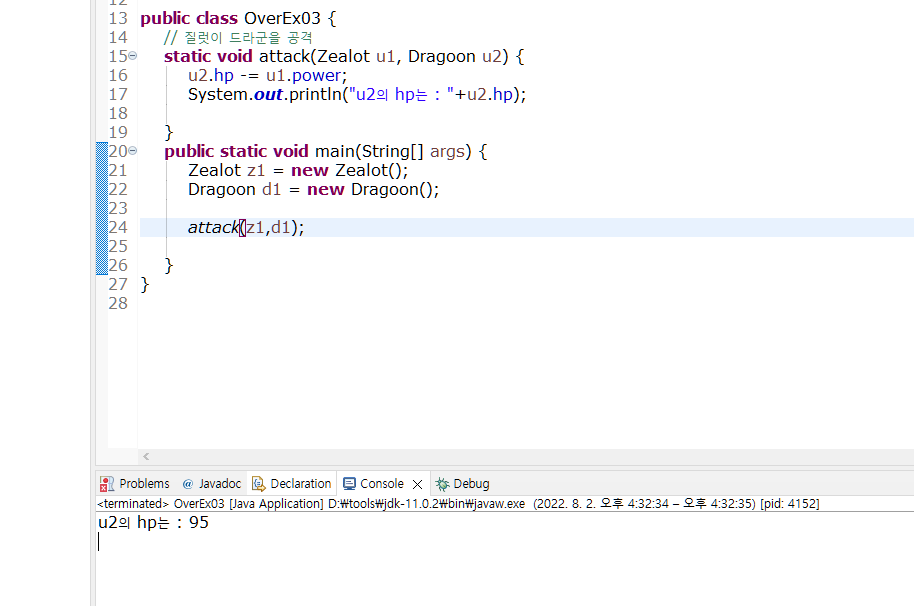 12
13 public class OverEx03 {
14 // 질럿이 드라군을 공격
15 static void attack(Zealot u1, Dragoon u2) {
16 u2.hp -= u1.power;
17 System.out.println("u2의 hp는 : "+u2.hp);
18
19 }
20 public static void main(String[] args) {
21 Zealot z1 = new Zealot();
22 Dragoon d1 = new Dragoon();
23
24 attack(z1,d1);
25
26 }
27 }
28
Problems @ Javadoc Declaration Console Debug
<terminated> OverEx03 [Java Application] D:₩tools₩jdk-11.0.2₩bin₩javaw.exe (2022. 8. 2. 오후 4:32:34 – 오후 4:32:35) [pid: 4152]
u2의 hp는 : 95